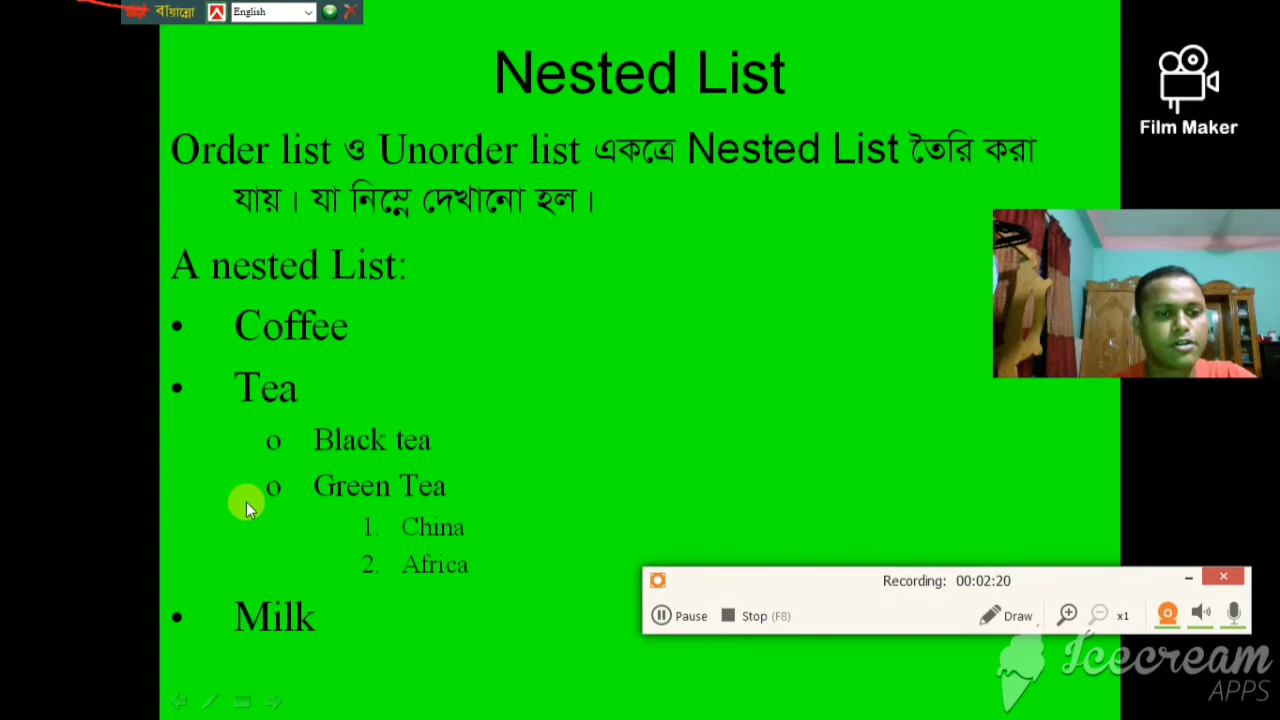 বায়ান্নো English
Nested List
Film Maker
Order list ও Unorder list একত্রে Nested List তৈরি করা
যায়। যা নিম্নে দেখানো হল।
A nested List:
• Coffee
• Tea
o Black tea
o Green Tea
1. China
2. Africa
• Milk
Recording: 00:02:20
Pause Stop (F8) Draw x1
Icecream
APPS